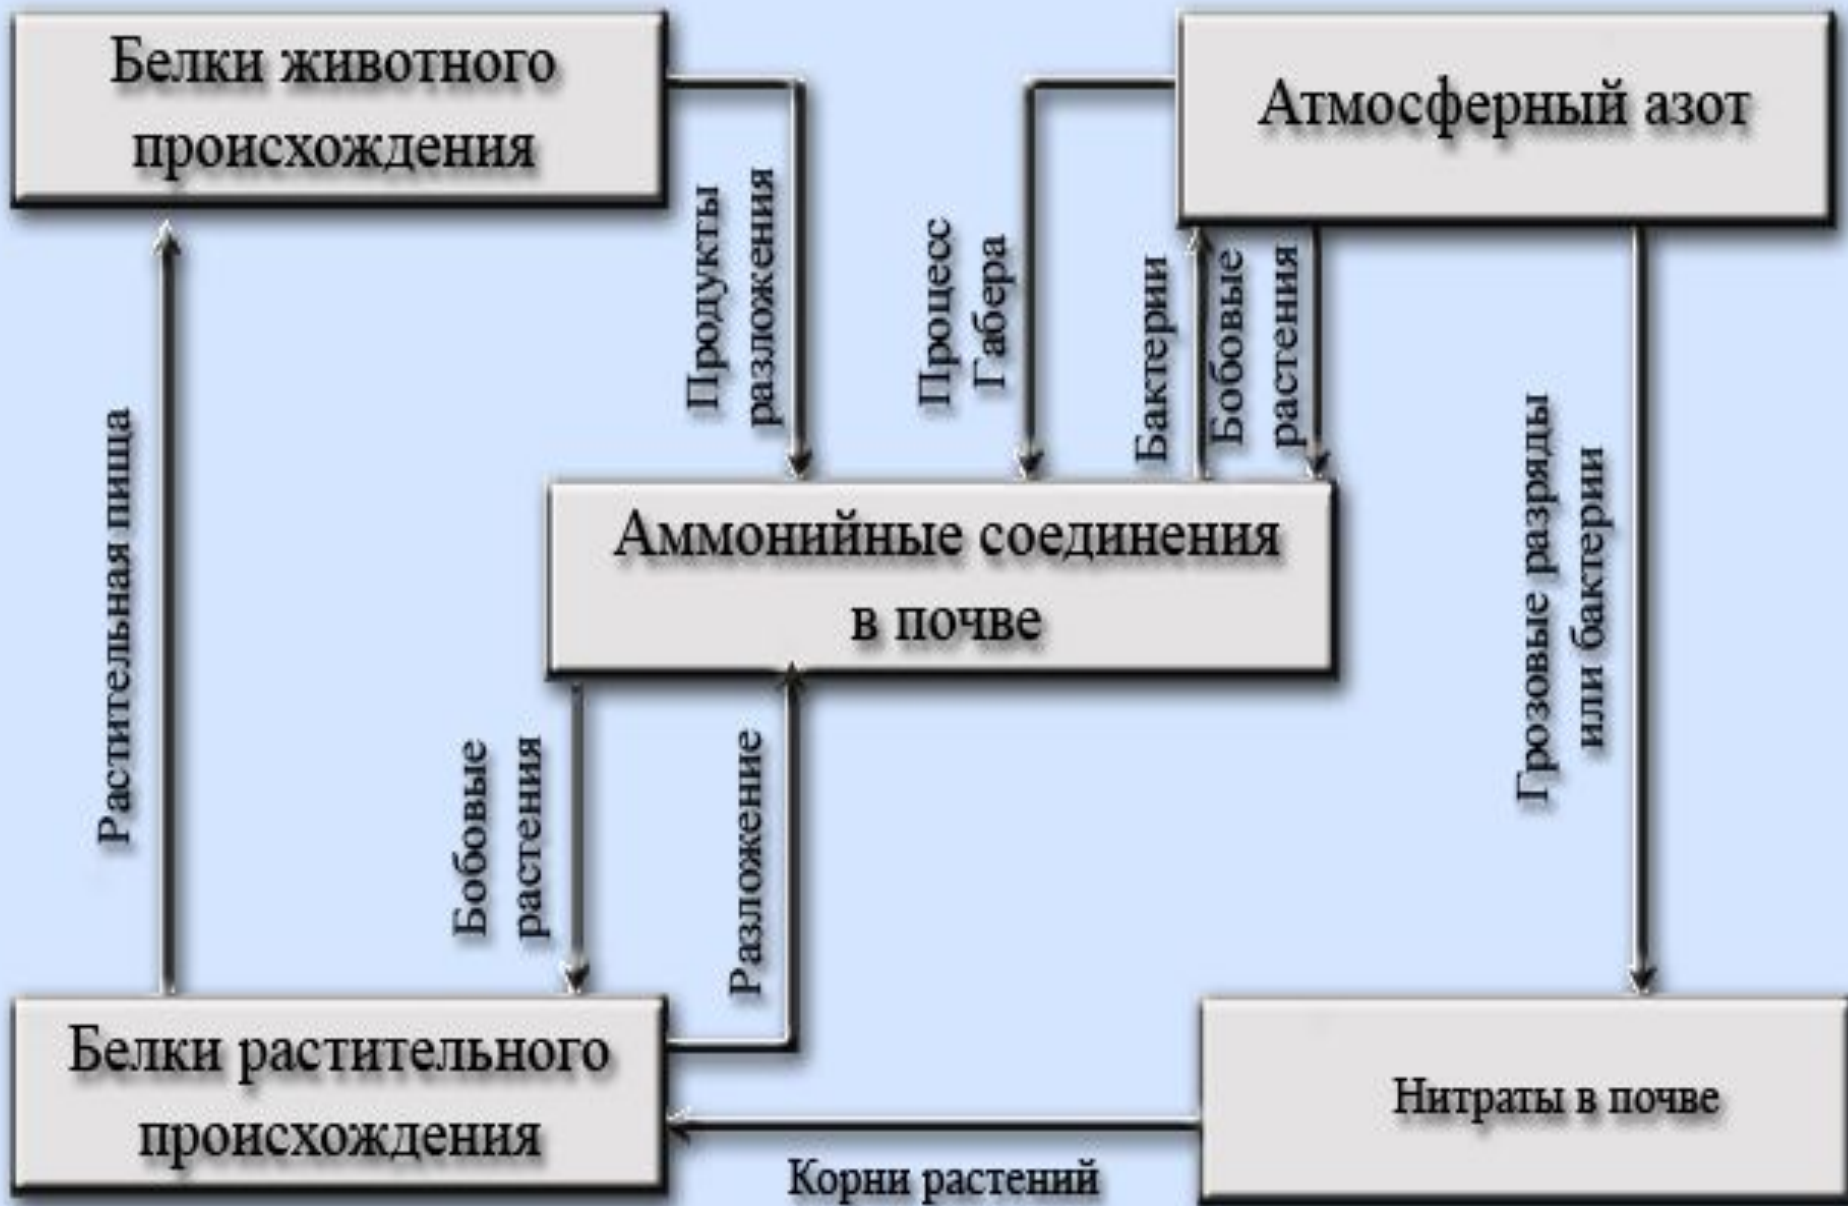 Белки животного
происхождения
Атмосферный азот
Продукты
разложения
Процесс
Габера
Бактерии
Бобовые
растения
Растительная пища
Грозовые разряды
или бактерии
Аммонийные соединения
в почве
Бобовые
растения
Разложение
Белки растительного
происхождения
Нитраты в почве
Корни растений